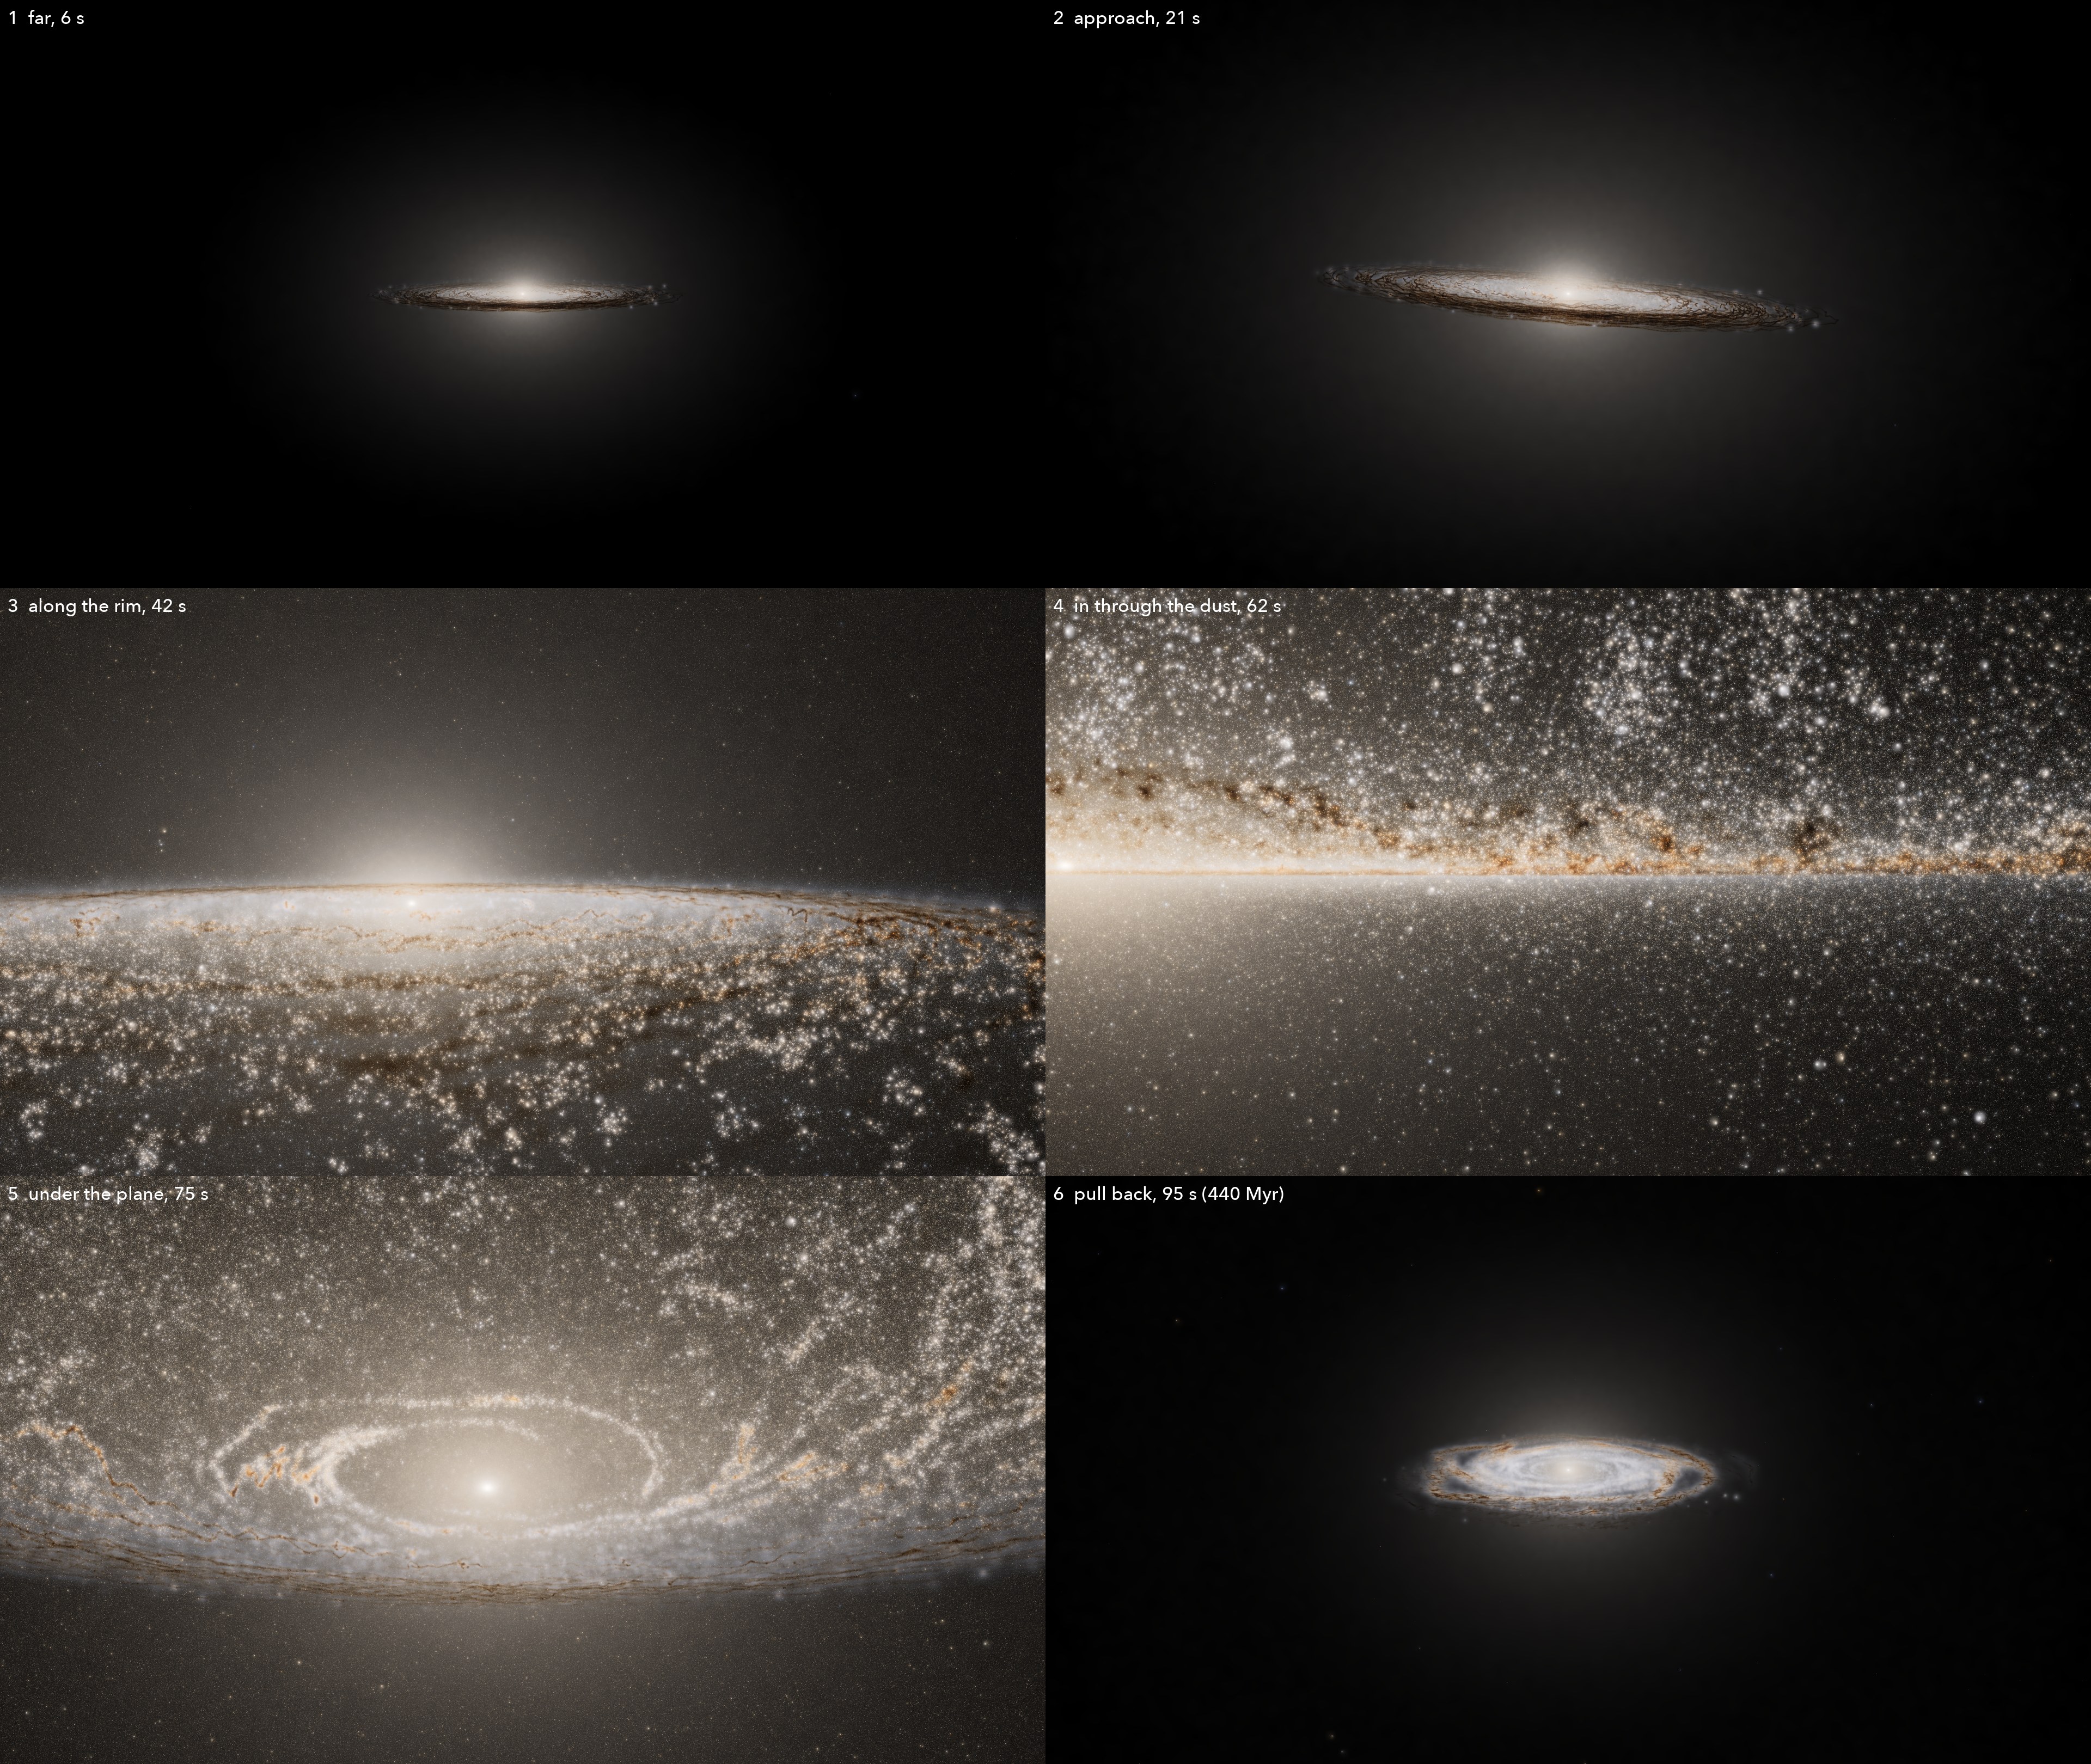 1 far, 6 s
2 approach, 21 s
3 along the rim, 42 s
4 in through the dust, 62 s
5 under the plane, 75 s
6 pull back, 95 s (440 Myr)